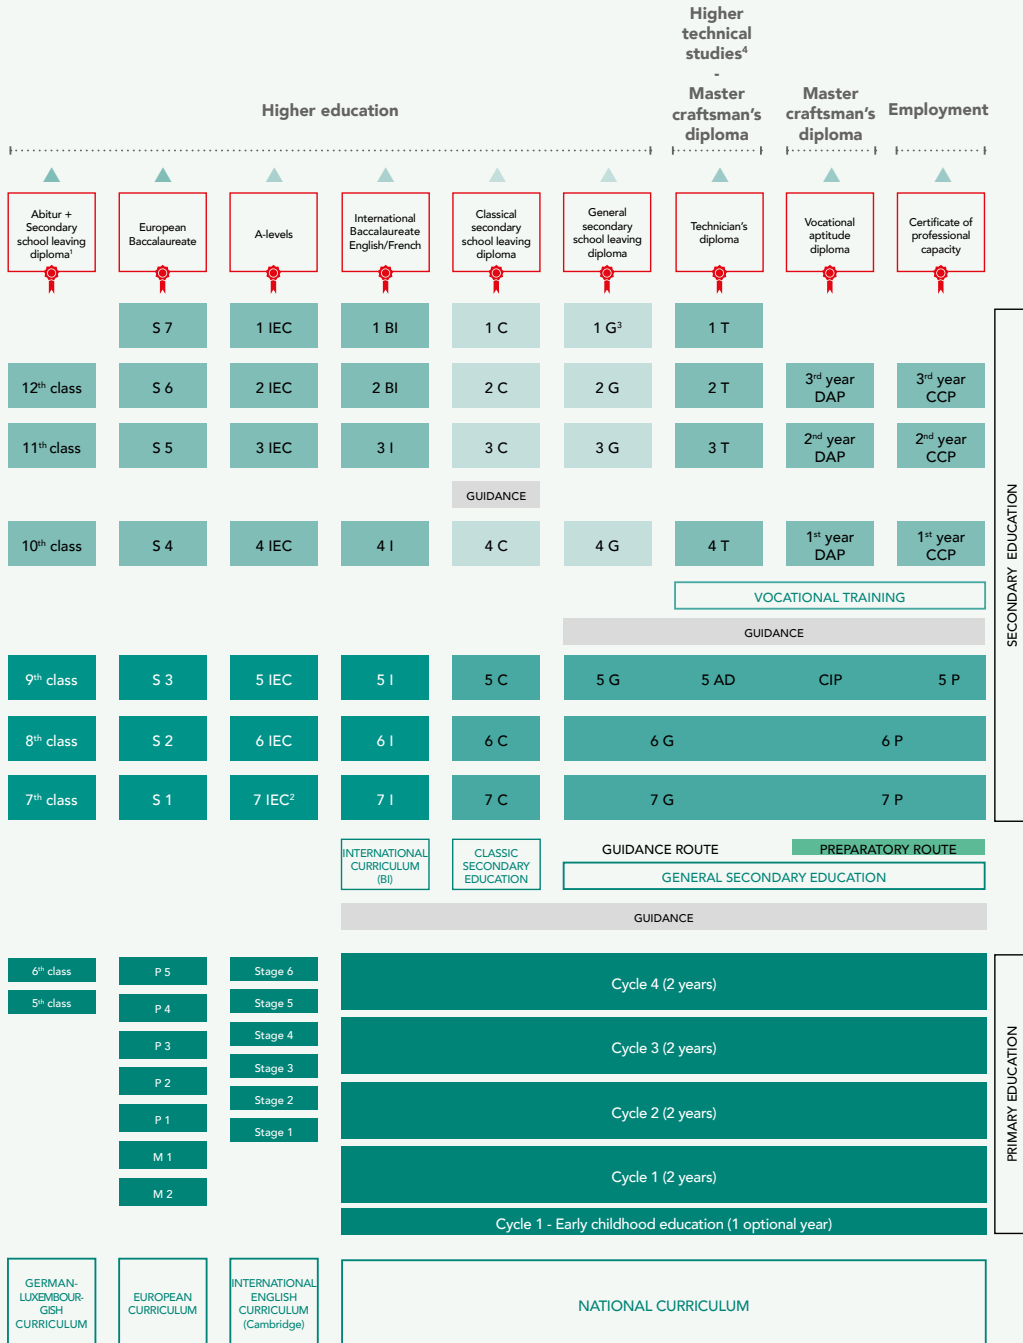 Higher
technical
studies⁴
-
Master
craftsman's
diploma
Master
craftsman's
diploma
Employment
Higher education
Abitur +
Secondary
school leaving
diploma¹
European
Baccalaureate
A-levels
International
Baccalaureate
English/French
Classical
secondary
school leaving
diploma
General
secondary
school leaving
diploma
Technician's
diploma
Vocational
aptitude
diploma
Certificate of
professional
capacity
S 7
1 IEC
1 BI
1 C
1 G³
1 T
12th class
S 6
2 IEC
2 BI
2 C
2 G
2 T
3rd year
DAP
3rd year
CCP
11th class
S 5
3 IEC
3 I
3 C
3 G
3 T
2nd year
DAP
2nd year
CCP
GUIDANCE
10th class
S 4
4 IEC
4 I
4 C
4 G
4 T
1st year
DAP
1st year
CCP
VOCATIONAL TRAINING
GUIDANCE
9th class
S 3
5 IEC
5 I
5 C
5 G
5 AD
CIP
5 P
8th class
S 2
6 IEC
6 I
6 C
6 G
6 P
7th class
S 1
7 IEC²
7 I
7 C
7 G
7 P
SECONDARY EDUCATION
INTERNATIONAL
CURRICULUM
(BI)
CLASSIC
SECONDARY
EDUCATION
GUIDANCE ROUTE
PREPARATORY ROUTE
GENERAL SECONDARY EDUCATION
GUIDANCE
6th class
5th class
P 5
P 4
P 3
P 2
P 1
M 1
M 2
Stage 6
Stage 5
Stage 4
Stage 3
Stage 2
Stage 1
Cycle 4 (2 years)
Cycle 3 (2 years)
Cycle 2 (2 years)
Cycle 1 (2 years)
Cycle 1 - Early childhood education (1 optional year)
PRIMARY EDUCATION
GERMAN-
LUXEMBOUR-
GISH
CURRICULUM
EUROPEAN
CURRICULUM
INTERNATIONAL
ENGLISH
CURRICULUM
(Cambridge)
NATIONAL CURRICULUM